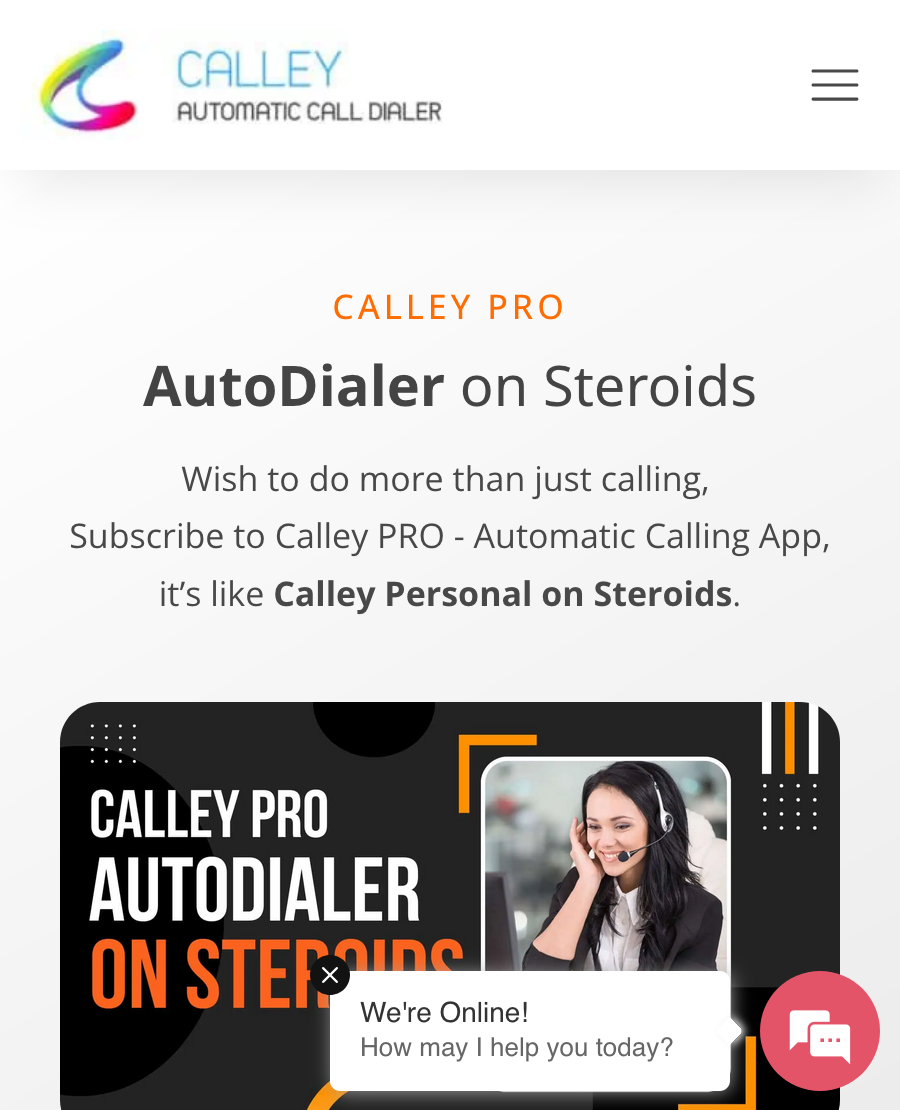 CALLEY
AUTOMATIC CALL DIALER
CALLEY PRO
AutoDialer on Steroids
Wish to do more than just calling,
Subscribe to Calley PRO - Automatic Calling App,
it’s like Calley Personal on Steroids.
CALLEY PRO
AUTODIALER
ON STEROIDS
We're Online!
How may I help you today?